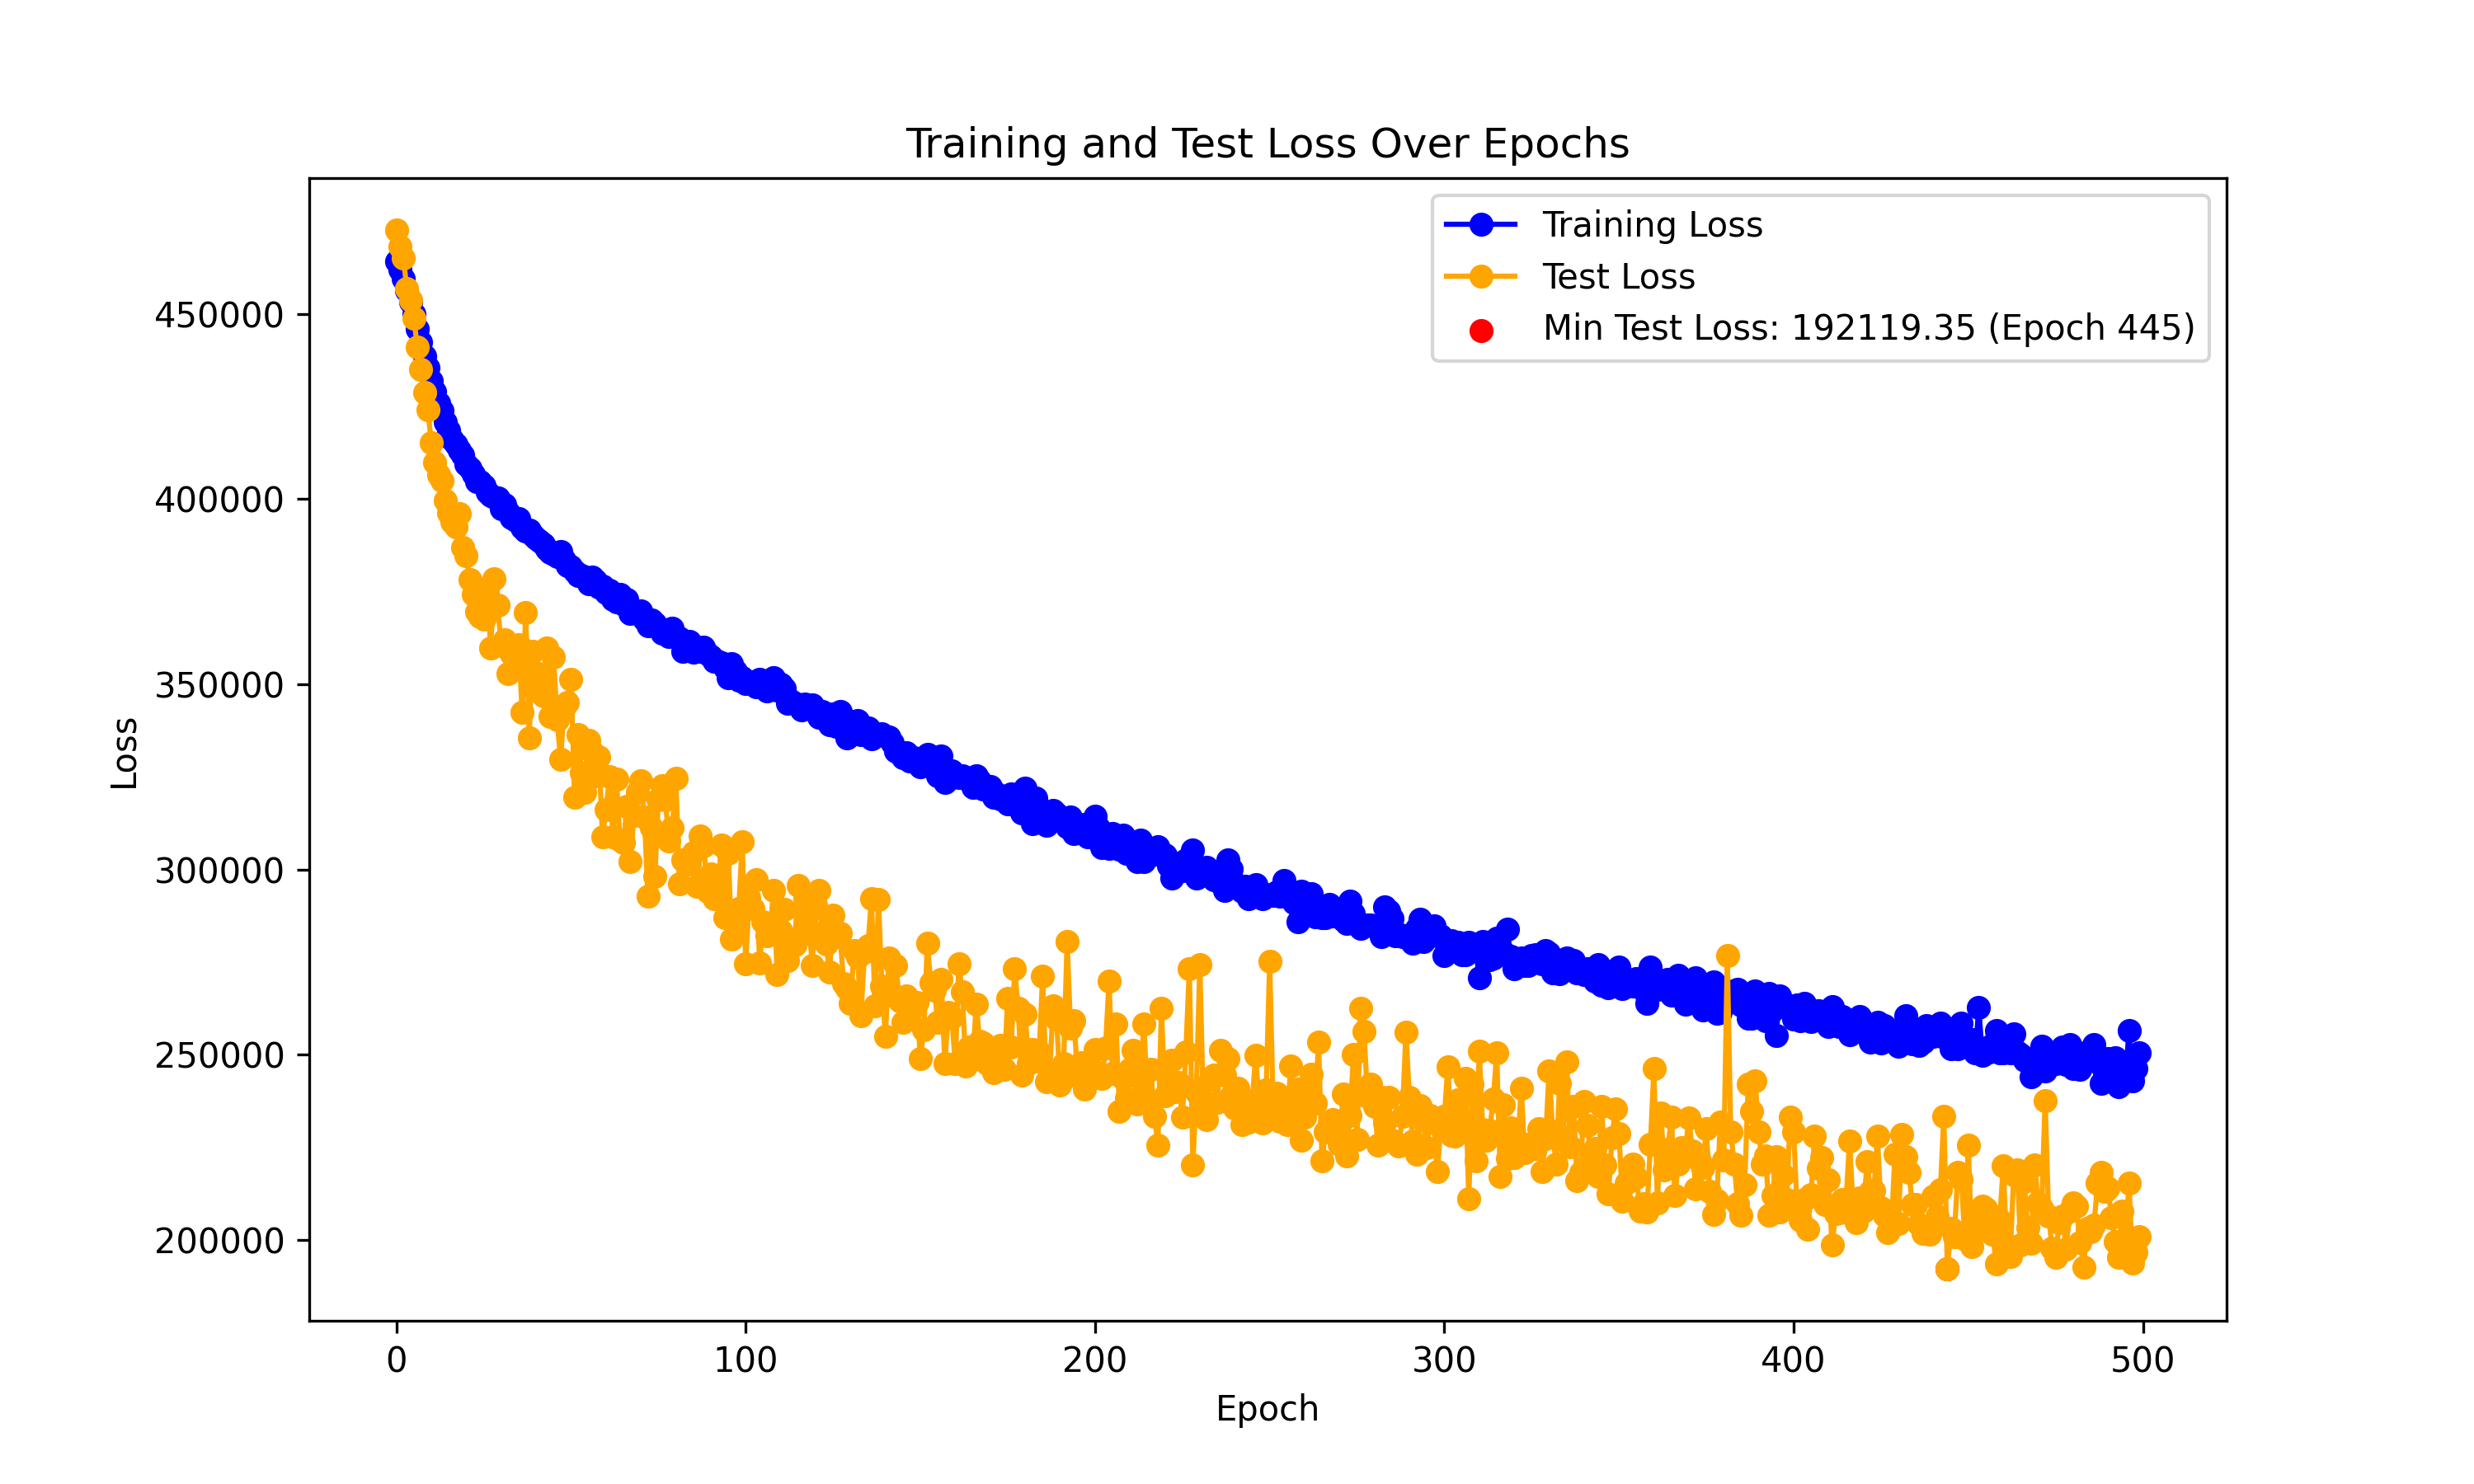 Training and Test Loss Over Epochs
Training Loss
Test Loss
Min Test Loss: 192119.35 (Epoch 445)
450000
400000
350000
300000
250000
200000
Loss
0 100 200 300 400 500
Epoch